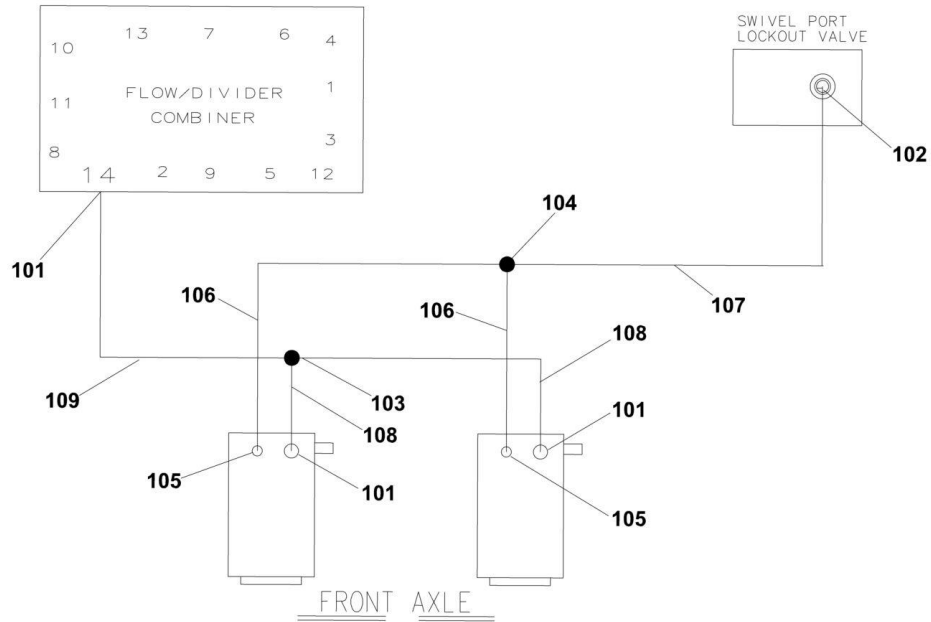 SWIVEL PORT
LOCKOUT VALVE
13 7 6 4
10
1
FLOW/DIVIDER
COMBINER
11
3
8
14 2 9 5 12
102
104
101
106
106
107
108
109
103
108
101
105
101
105
FRONT AXLE